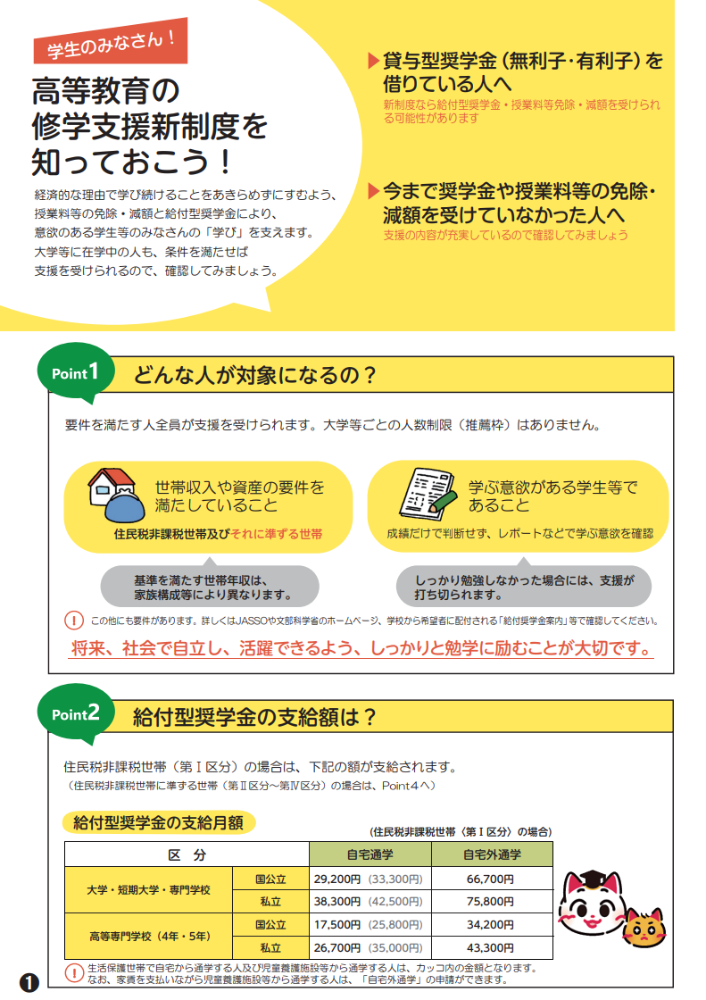 学生のみなさん！
高等教育の
修学支援新制度を
知っておこう！
経済的な理由で学び続けることをあきらめずにすむよう、
授業料等の免除・減額と給付型奨学金により、
意欲のある学生等のみなさんの「学び」を支えます。
大学等に在学中の人も、条件を満たせば
支援を受けられるので、確認してみましょう。
▶貸与型奨学金（無利子・有利子）を
借りている人へ
新制度なら給付型奨学金・授業料等免除・減額を受けられ
る可能性があります
▶今まで奨学金や授業料等の免除・
減額を受けていなかった人へ
支援の内容が充実しているので確認してみましょう
Point1
どんな人が対象になるの？
要件を満たす人全員が支援を受けられます。大学等ごとの人数制限（推薦枠）はありません。
世帯収入や資産の要件を
満たしていること
住民税非課税世帯及びそれに準ずる世帯
学ぶ意欲がある学生等で
あること
成績だけで判断せず、レポートなどで学ぶ意欲を確認
基準を満たす世帯年収は、
家族構成等により異なります。
しっかり勉強しなかった場合には、支援が
打ち切られます。
! この他にも要件があります。詳しくはJASSOや文部科学省のホームページ、学校から希望者に配付される「給付奨学金案内」等で確認してください。
将来、社会で自立し、活躍できるよう、しっかりと勉学に励むことが大切です。
Point2
給付型奨学金の支給額は？
住民税非課税世帯（第Ⅰ区分）の場合は、下記の額が支給されます。
（住民税非課税世帯に準ずる世帯（第Ⅱ区分～第Ⅳ区分）の場合は、Point４へ）
給付型奨学金の支給月額
(住民税非課税世帯〈第Ⅰ区分〉の場合)
区　分 自宅通学 自宅外通学
大学・短期大学・専門学校 国公立 29,200円 (33,300円) 66,700円
私立 38,300円 (42,500円) 75,800円
高等専門学校（4年・5年） 国公立 17,500円 (25,800円) 34,200円
私立 26,700円 (35,000円) 43,300円
! 生活保護世帯で自宅から通学する人及び児童養護施設等から通学する人は、カッコ内の金額となります。
なお、家賃を支払いながら児童養護施設等から通学する人は、「自宅外通学」の申請ができます。
❶